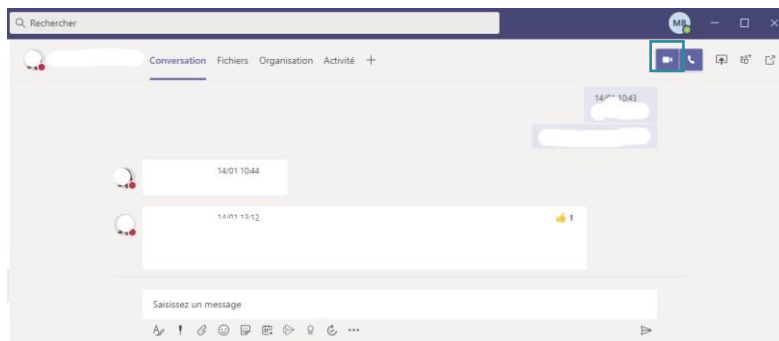 Rechercher
MB
Conversation Fichiers Organisation Activité
14/01 10:43
14/01 10:44
14/01 13:12
1
Saisissez un message